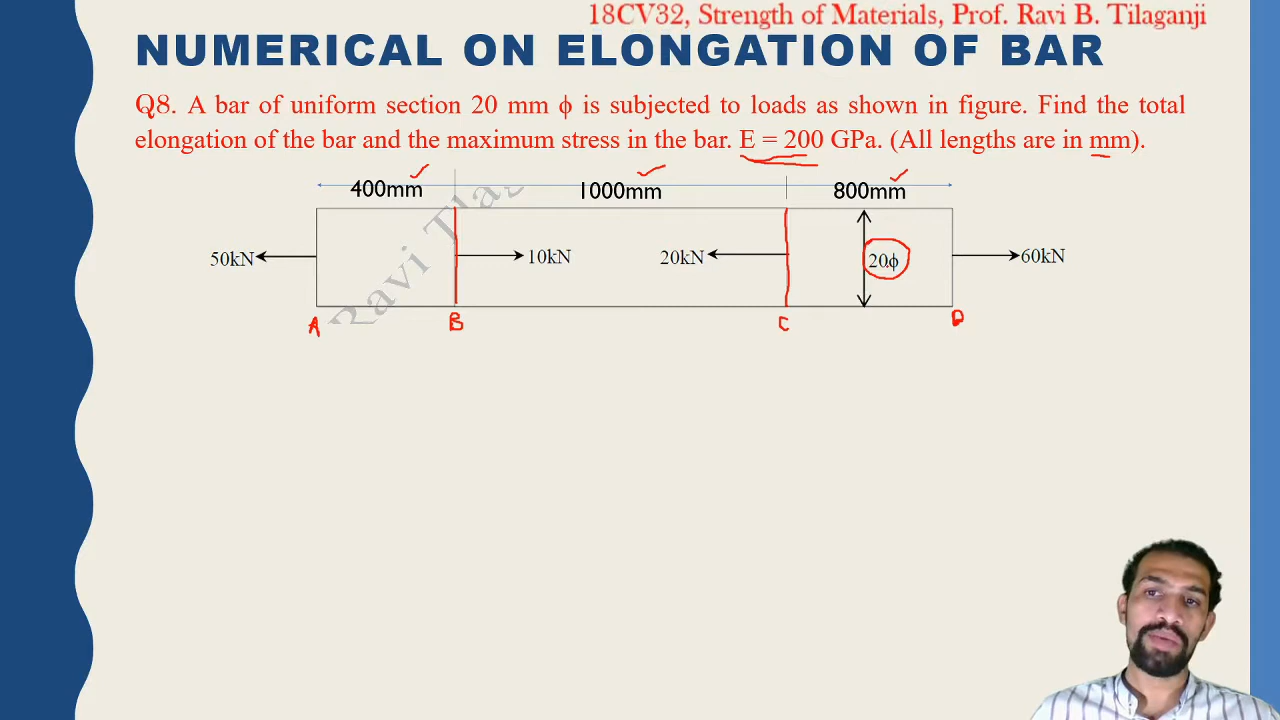 18CV32, Strength of Materials, Prof. Ravi B. Tilaganji
NUMERICAL ON ELONGATION OF BAR
Q8. A bar of uniform section 20 mm ϕ is subjected to loads as shown in figure. Find the total
elongation of the bar and the maximum stress in the bar. E = 200 GPa. (All lengths are in mm).
400mm 1000mm 800mm
50kN 10kN 20kN 20ϕ 60kN
Ravi Tilag
A B C D